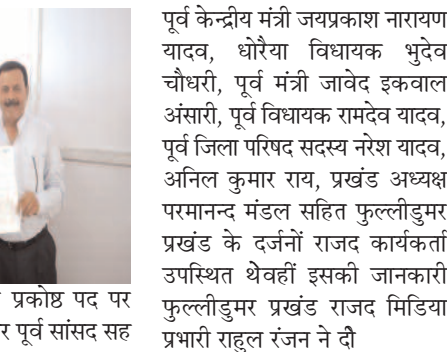 प्रकोष्ठ पद पर
र पूर्व सांसद सह
पूर्व केन्द्रीय मंत्री जयप्रकाश नारायण
यादव, धोरैया विधायक भुदेव
चौधरी, पूर्व मंत्री जावेद इकवाल
अंसारी, पूर्व विधायक रामदेव यादव,
पूर्व जिला परिषद सदस्य नरेश यादव,
अनिल कुमार राय, प्रखंड अध्यक्ष
परमानन्द मंडल सहित फुल्लीडुमर
प्रखंड के दर्जनों राजद कार्यकर्ता
उपस्थित थेवहीं इसकी जानकारी
फुल्लीडुमर प्रखंड राजद मिडिया
प्रभारी राहुल रंजन ने दी